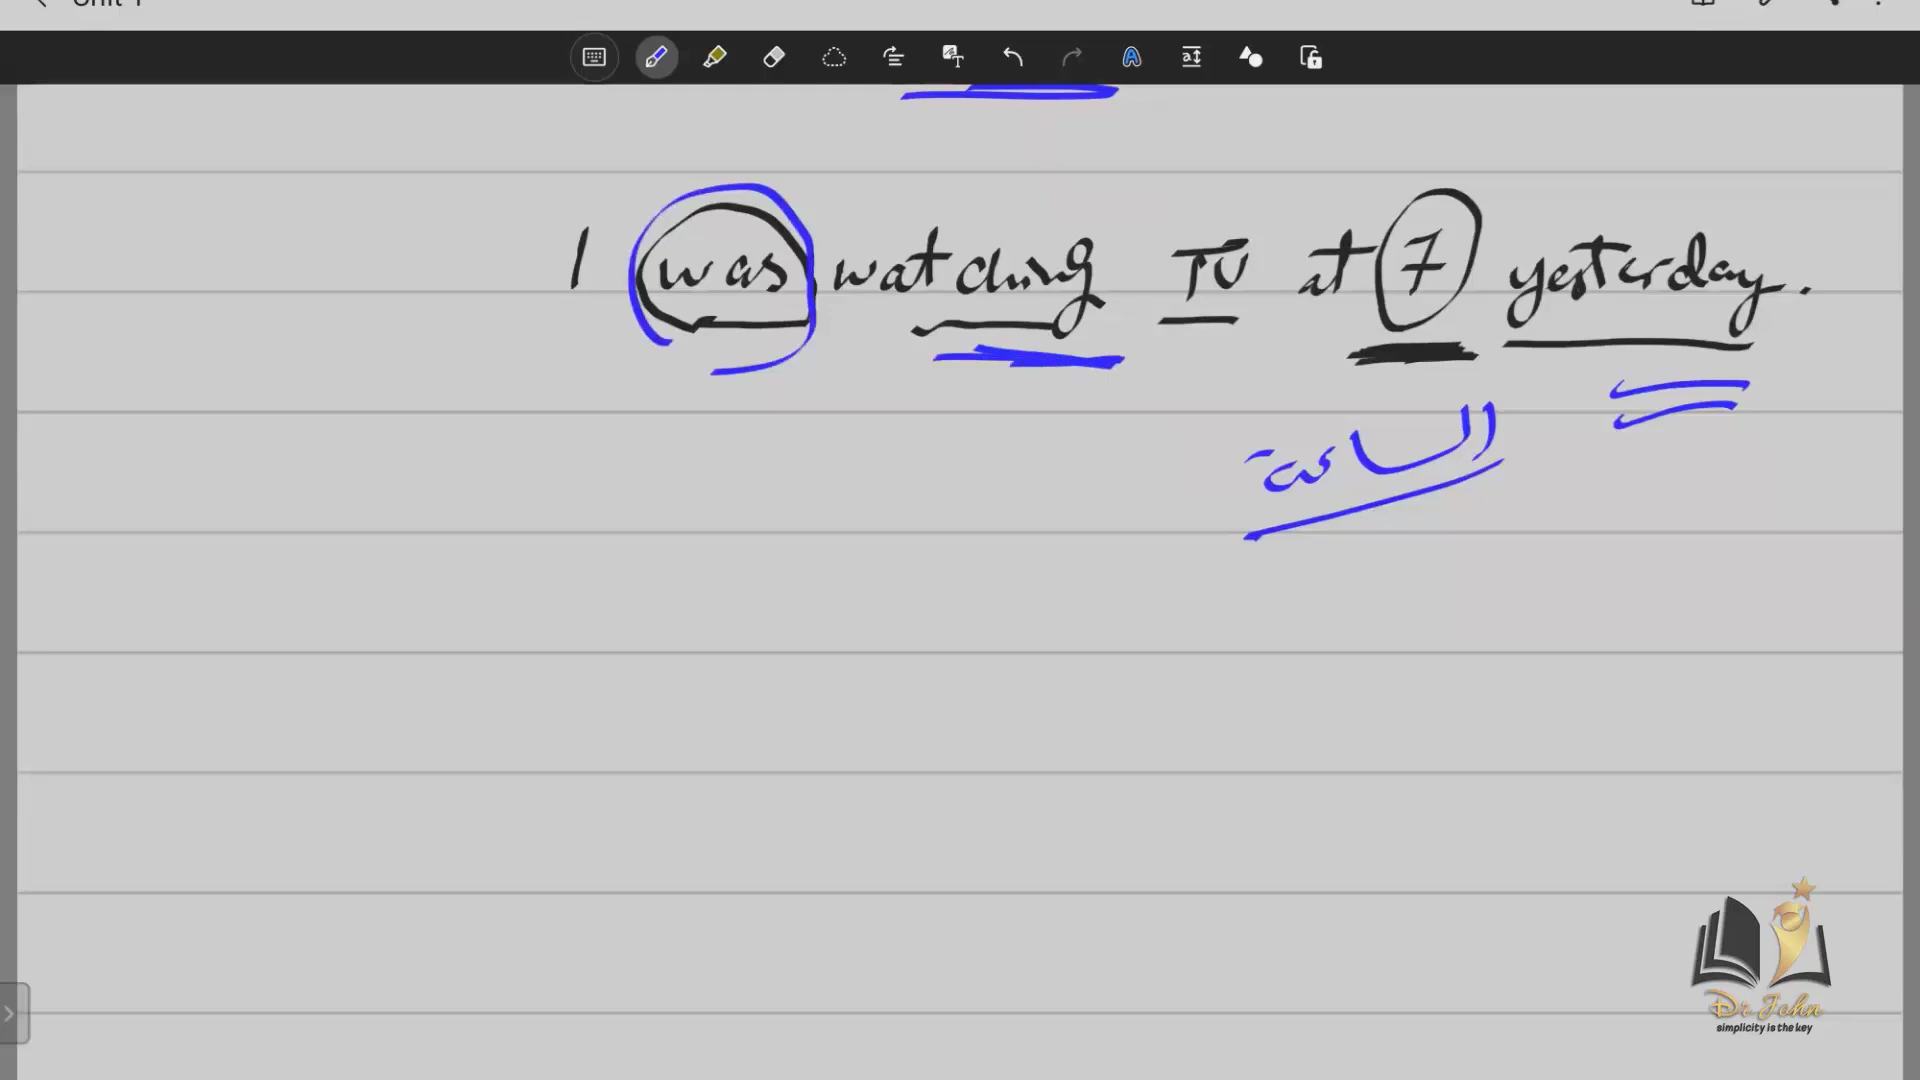 I was watching TV at 7 yesterday.
الساعة
Dr John
simplicity is the key